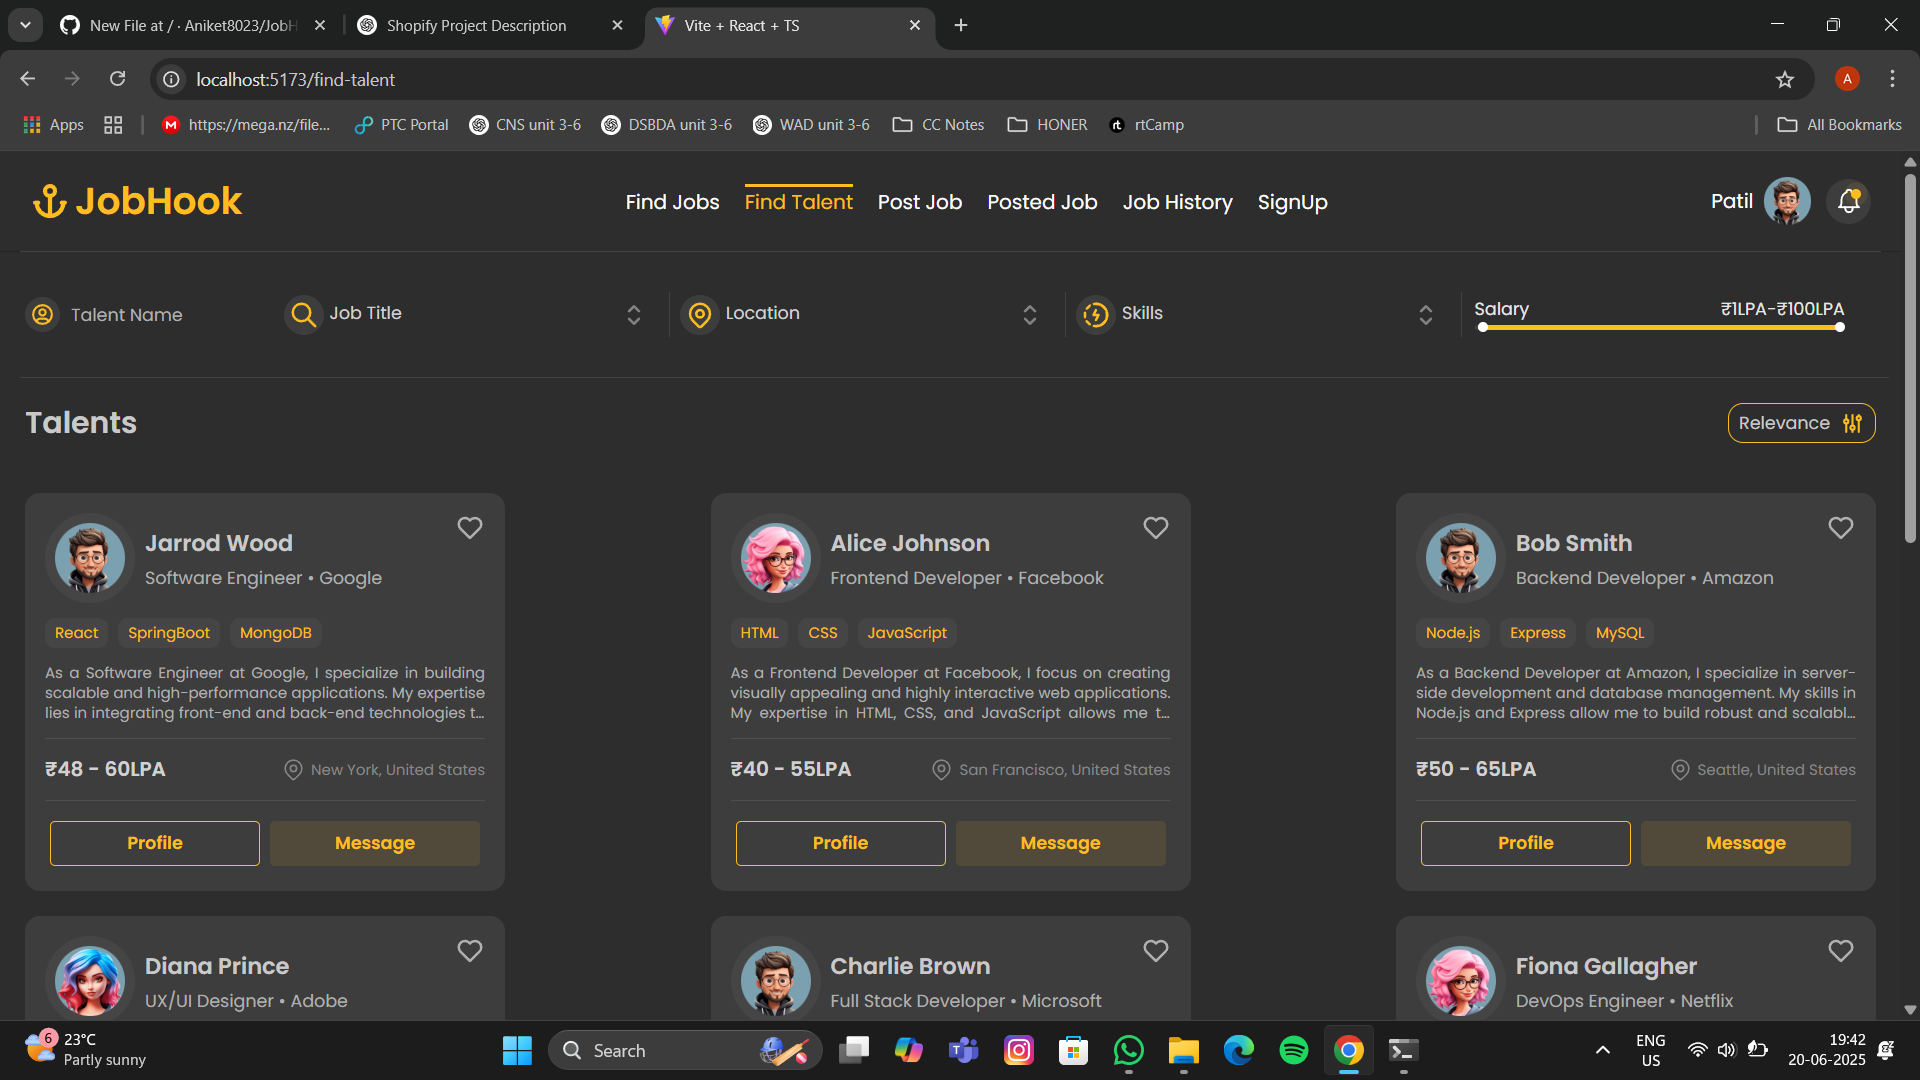 New File at / · Aniket8023/JobH
Shopify Project Description
Vite + React + TS
localhost:5173/find-talent
A
Apps
https://mega.nz/file...
PTC Portal
CNS unit 3-6
DSBDA unit 3-6
WAD unit 3-6
CC Notes
HONER
rt
rtCamp
All Bookmarks
JobHook
Find Jobs
Find Talent
Post Job
Posted Job
Job History
SignUp
Patil
Talent Name
Job Title
Location
Skills
Salary
₹1LPA-₹100LPA
Talents
Relevance
Jarrod Wood
Software Engineer • Google
React
SpringBoot
MongoDB
As a Software Engineer at Google, I specialize in building
scalable and high-performance applications. My expertise
lies in integrating front-end and back-end technologies t...
₹48 - 60LPA
New York, United States
Profile
Message
Alice Johnson
Frontend Developer • Facebook
HTML
CSS
JavaScript
As a Frontend Developer at Facebook, I focus on creating
visually appealing and highly interactive web applications.
My expertise in HTML, CSS, and JavaScript allows me t...
₹40 - 55LPA
San Francisco, United States
Profile
Message
Bob Smith
Backend Developer • Amazon
Node.js
Express
MySQL
As a Backend Developer at Amazon, I specialize in server-
side development and database management. My skills in
Node.js and Express allow me to build robust and scalabl...
₹50 - 65LPA
Seattle, United States
Profile
Message
Diana Prince
UX/UI Designer • Adobe
Charlie Brown
Full Stack Developer • Microsoft
Fiona Gallagher
DevOps Engineer • Netflix
6
23°C
Partly sunny
Search
ENG
US
19:42
20-06-2025